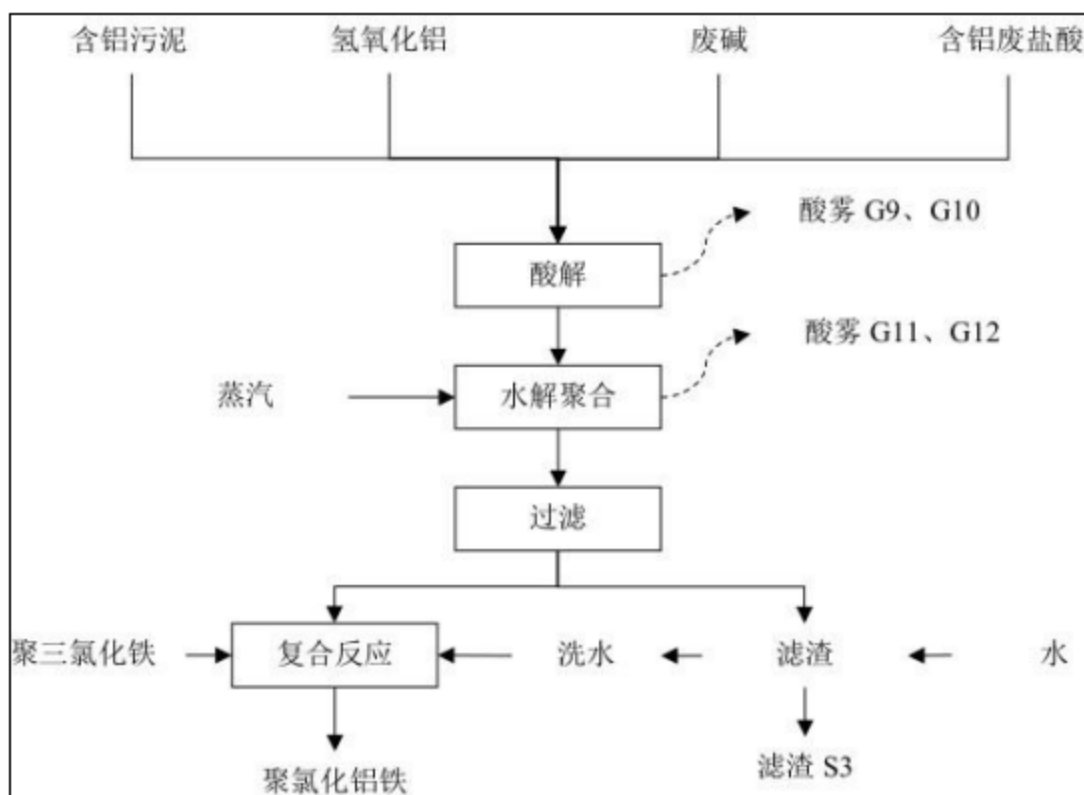 含铝污泥 氢氧化铝 废碱 含铝废盐酸
酸雾 G9、G10
酸解
酸雾 G11、G12
蒸汽 水解聚合
过滤
聚三氯化铁 复合反应 洗水 滤渣 水
聚氯化铝铁 滤渣 S3